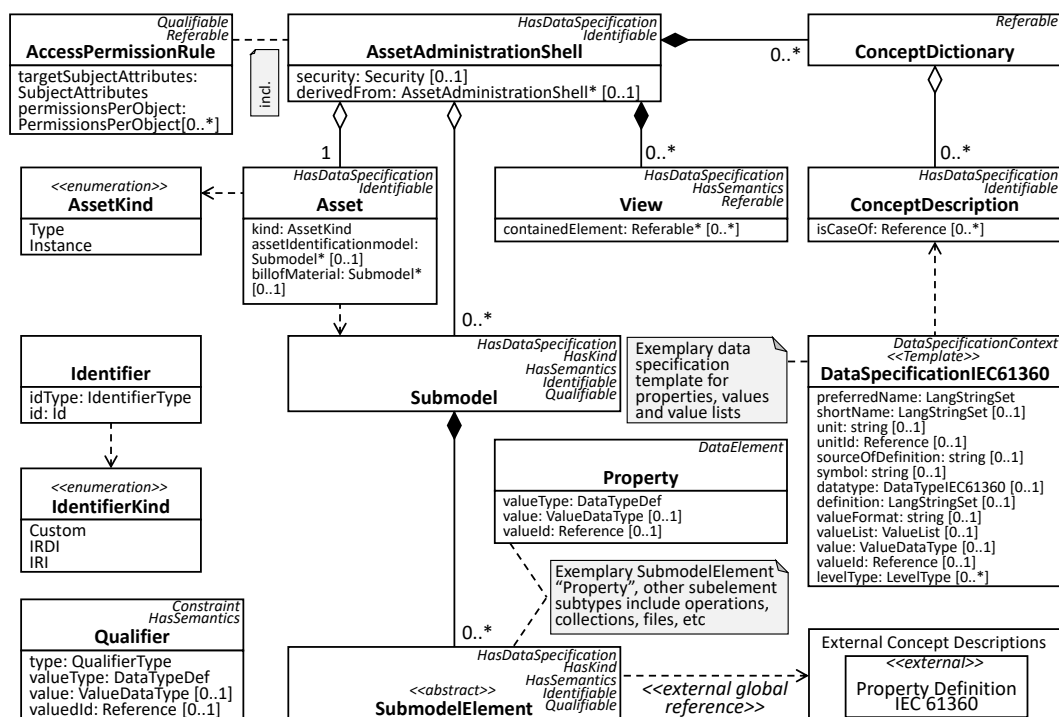 Qualifiable
Referable
AccessPermissionRule
targetSubjectAttributes:
SubjectAttributes
permissionsPerObject:
PermissionsPerObject[0..*]
incl.
HasDataSpecification
Identifiable
AssetAdministrationShell
security: Security [0..1]
derivedFrom: AssetAdministrationShell* [0..1]
0..*
Referable
ConceptDictionary
1
0..*
0..*
<<enumeration>>
AssetKind
Type
Instance
HasDataSpecification
Identifiable
Asset
kind: AssetKind
assetIdentificationmodel:
Submodel* [0..1]
billofMaterial: Submodel*
[0..1]
HasDataSpecification
HasSemantics
Referable
View
containedElement: Referable* [0..*]
HasDataSpecification
Identifiable
ConceptDescription
isCaseOf: Reference [0..*]
0..*
Identifier
idType: IdentifierType
id: Id
HasDataSpecification
HasKind
HasSemantics
Identifiable
Qualifiable
Submodel
Exemplary data
specification
template for
properties, values
and value lists
DataSpecificationContext
<<Template>>
DataSpecificationIEC61360
preferredName: LangStringSet
shortName: LangStringSet [0..1]
unit: string [0..1]
unitId: Reference [0..1]
sourceOfDefinition: string [0..1]
symbol: string [0..1]
datatype: DataTypeIEC61360 [0..1]
definition: LangStringSet [0..1]
valueFormat: string [0..1]
valueList: ValueList [0..1]
value: ValueDataType [0..1]
valueId: Reference [0..1]
levelType: LevelType [0..*]
<<enumeration>>
IdentifierKind
Custom
IRDI
IRI
DataElement
Property
valueType: DataTypeDef
value: ValueDataType [0..1]
valueId: Reference [0..1]
Exemplary SubmodelElement
“Property”, other subelement
subtypes include operations,
collections, files, etc
Constraint
HasSemantics
Qualifier
type: QualifierType
valueType: DataTypeDef
value: ValueDataType [0..1]
valuedId: Reference [0..1]
0..*
HasDataSpecification
HasKind
HasSemantics
Identifiable
Qualifiable
<<abstract>>
SubmodelElement
<<external global
reference>>
External Concept Descriptions
<<external>>
Property Definition
IEC 61360